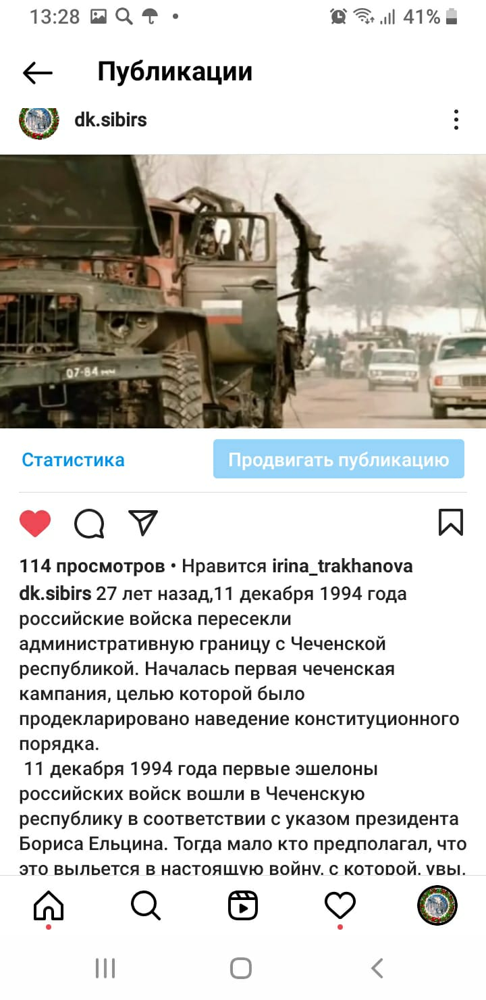 13:28 41%
Публикации
dk.sibirs
07-84 мм
Статистика
Продвигать публикацию
114 просмотров • Нравится irina_trakhanova
dk.sibirs 27 лет назад,11 декабря 1994 года
российские войска пересекли
административную границу с Чеченской
республикой. Началась первая чеченская
кампания, целью которой было
продекларировано наведение конституционного
порядка.
11 декабря 1994 года первые эшелоны
российских войск вошли в Чеченскую
республику в соответствии с указом президента
Бориса Ельцина. Тогда мало кто предполагал, что
это выльется в настоящую войну, с которой, увы,